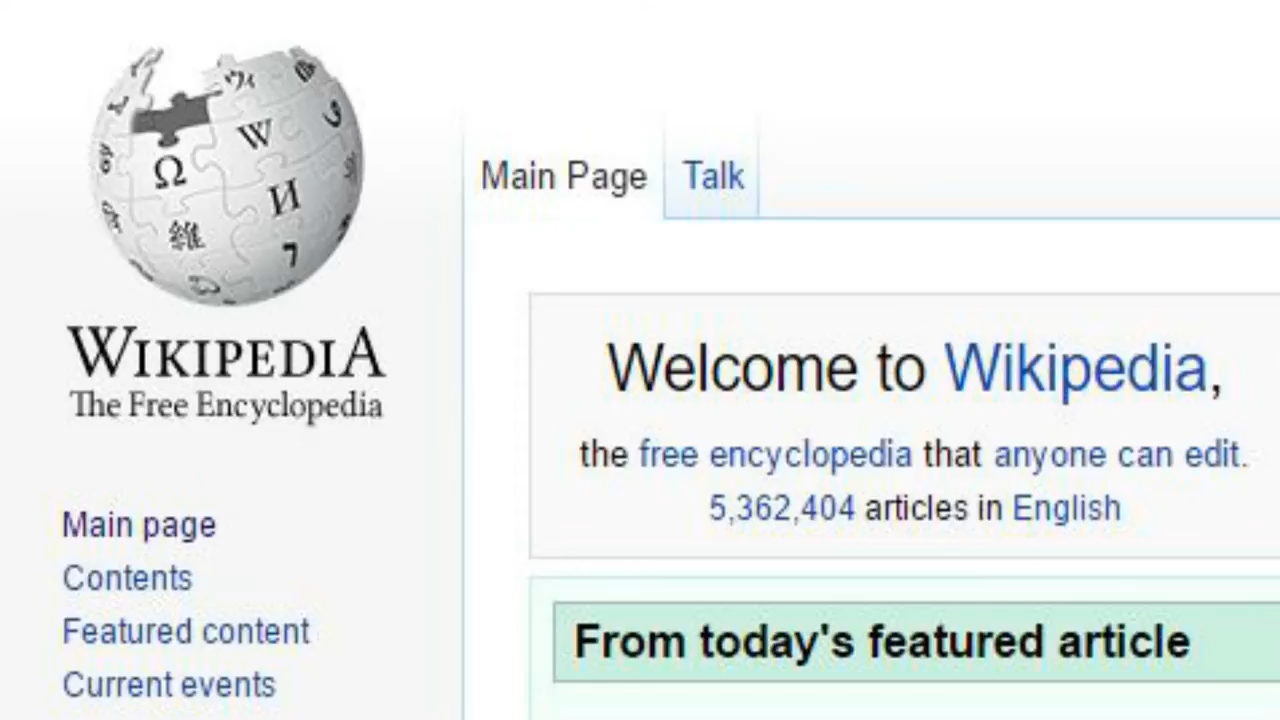 Ω
W
И
維
WIKIPEDIA
The Free Encyclopedia
Main page
Contents
Featured content
Current events
Main Page
Talk
Welcome to Wikipedia,
the free encyclopedia that anyone can edit.
5,362,404 articles in English
From today's featured article